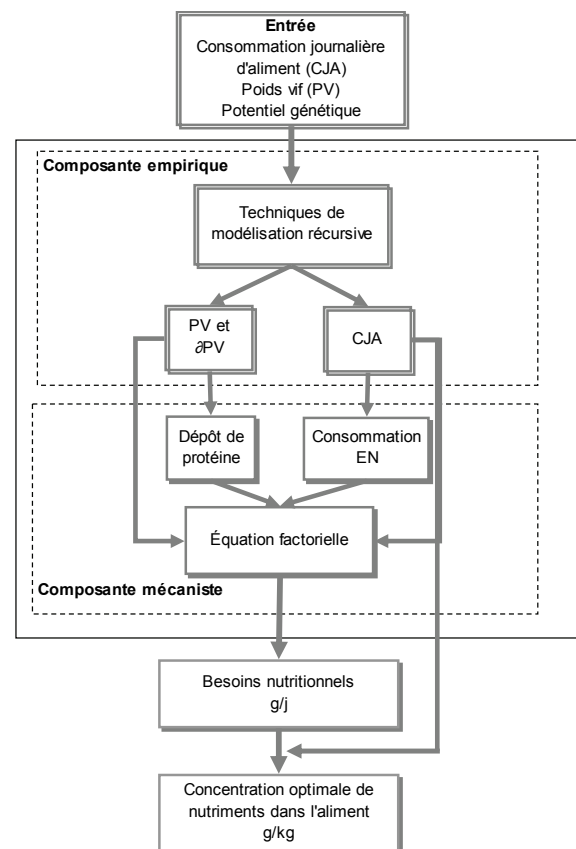 Entrée
Consommation journalière
d'aliment (CJA)
Poids vif (PV)
Potentiel génétique
Composante empirique
Techniques de
modélisation récursive
PV et
∂PV
CJA
Dépôt de
protéine
Consommation
EN
Équation factorielle
Composante mécaniste
Besoins nutritionnels
g/j
Concentration optimale de
nutriments dans l'aliment
g/kg